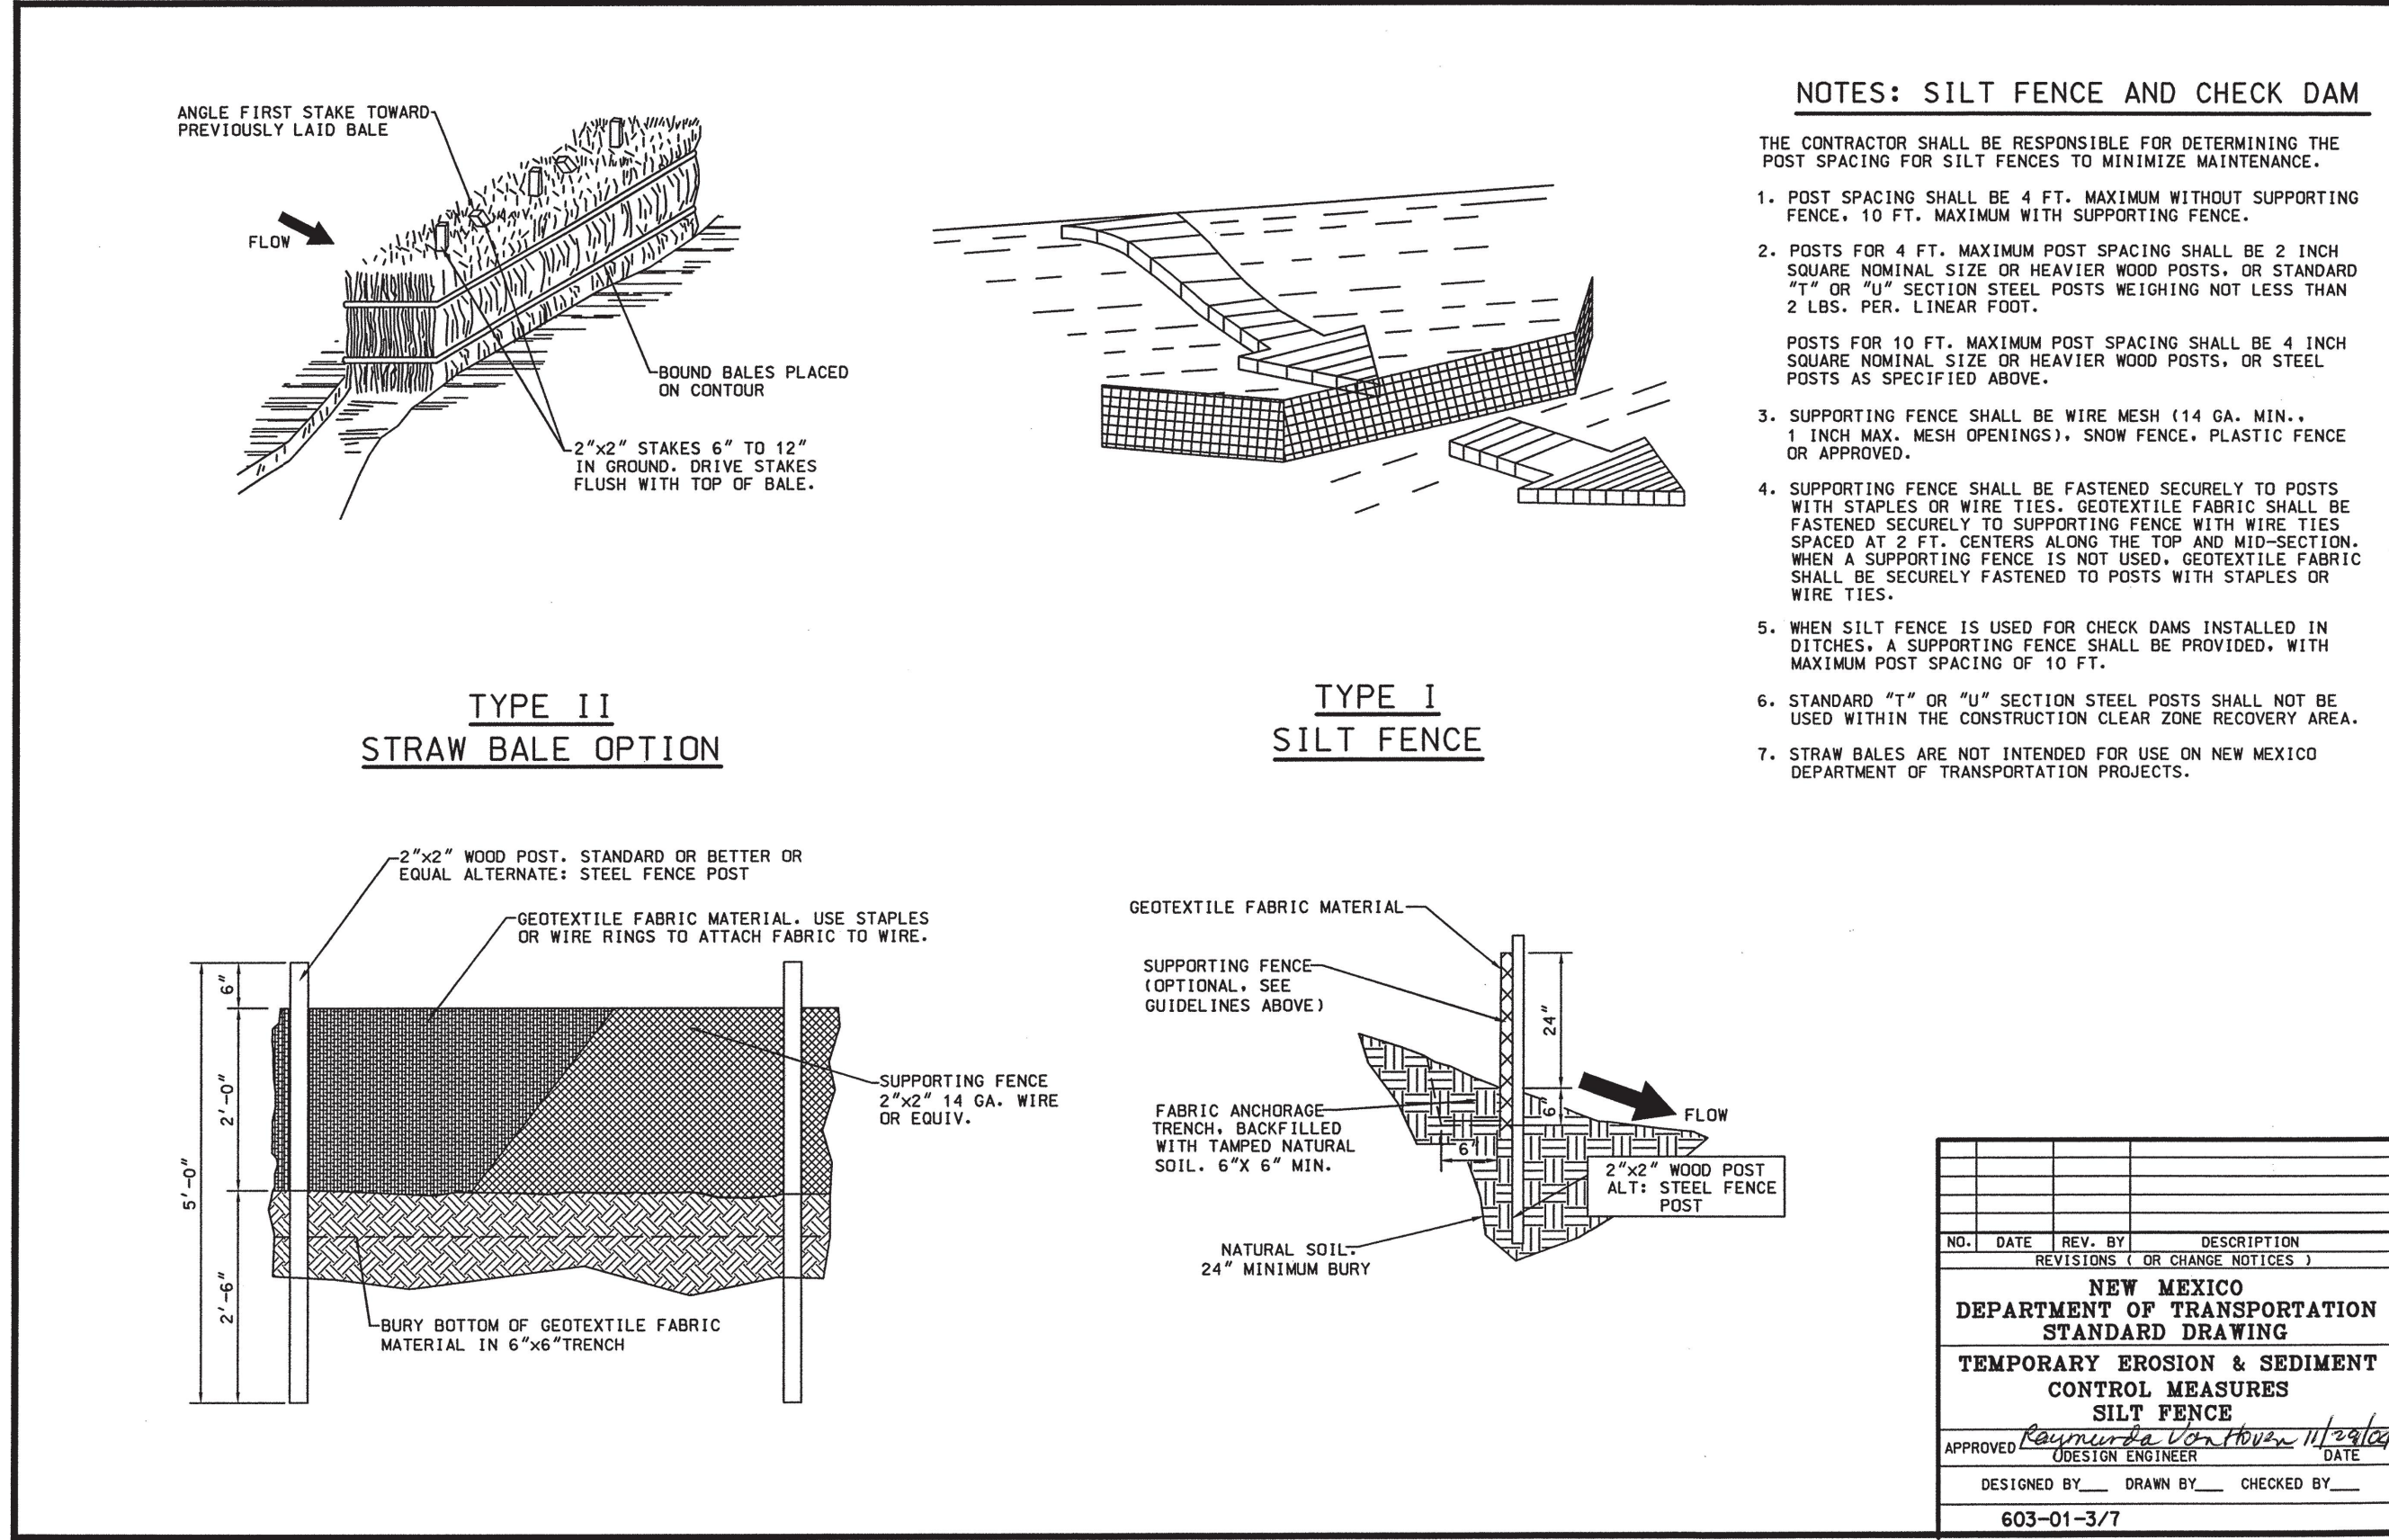 ANGLE FIRST STAKE TOWARD
PREVIOUSLY LAID BALE
FLOW
BOUND BALES PLACED
ON CONTOUR
2"x2" STAKES 6" TO 12"
IN GROUND. DRIVE STAKES
FLUSH WITH TOP OF BALE.
TYPE II
STRAW BALE OPTION
TYPE I
SILT FENCE
NOTES: SILT FENCE AND CHECK DAM
THE CONTRACTOR SHALL BE RESPONSIBLE FOR DETERMINING THE
POST SPACING FOR SILT FENCES TO MINIMIZE MAINTENANCE.
1. POST SPACING SHALL BE 4 FT. MAXIMUM WITHOUT SUPPORTING
FENCE, 10 FT. MAXIMUM WITH SUPPORTING FENCE.
2. POSTS FOR 4 FT. MAXIMUM POST SPACING SHALL BE 2 INCH
SQUARE NOMINAL SIZE OR HEAVIER WOOD POSTS, OR STANDARD
"T" OR "U" SECTION STEEL POSTS WEIGHING NOT LESS THAN
2 LBS. PER. LINEAR FOOT.
POSTS FOR 10 FT. MAXIMUM POST SPACING SHALL BE 4 INCH
SQUARE NOMINAL SIZE OR HEAVIER WOOD POSTS, OR STEEL
POSTS AS SPECIFIED ABOVE.
3. SUPPORTING FENCE SHALL BE WIRE MESH (14 GA. MIN.,
1 INCH MAX. MESH OPENINGS), SNOW FENCE, PLASTIC FENCE
OR APPROVED.
4. SUPPORTING FENCE SHALL BE FASTENED SECURELY TO POSTS
WITH STAPLES OR WIRE TIES. GEOTEXTILE FABRIC SHALL BE
FASTENED SECURELY TO SUPPORTING FENCE WITH WIRE TIES
SPACED AT 2 FT. CENTERS ALONG THE TOP AND MID-SECTION.
WHEN A SUPPORTING FENCE IS NOT USED, GEOTEXTILE FABRIC
SHALL BE SECURELY FASTENED TO POSTS WITH STAPLES OR
WIRE TIES.
5. WHEN SILT FENCE IS USED FOR CHECK DAMS INSTALLED IN
DITCHES, A SUPPORTING FENCE SHALL BE PROVIDED, WITH
MAXIMUM POST SPACING OF 10 FT.
6. STANDARD "T" OR "U" SECTION STEEL POSTS SHALL NOT BE
USED WITHIN THE CONSTRUCTION CLEAR ZONE RECOVERY AREA.
7. STRAW BALES ARE NOT INTENDED FOR USE ON NEW MEXICO
DEPARTMENT OF TRANSPORTATION PROJECTS.
2"x2" WOOD POST. STANDARD OR BETTER OR
EQUAL ALTERNATE: STEEL FENCE POST
GEOTEXTILE FABRIC MATERIAL. USE STAPLES
OR WIRE RINGS TO ATTACH FABRIC TO WIRE.
6"
2'-0"
5'-0"
2'-6"
SUPPORTING FENCE
2"x2" 14 GA. WIRE
OR EQUIV.
BURY BOTTOM OF GEOTEXTILE FABRIC
MATERIAL IN 6"x6"TRENCH
GEOTEXTILE FABRIC MATERIAL
SUPPORTING FENCE
(OPTIONAL, SEE
GUIDELINES ABOVE)
24"
6"
FLOW
FABRIC ANCHORAGE
TRENCH, BACKFILLED
WITH TAMPED NATURAL
SOIL. 6"X 6" MIN.
6"
2"x2" WOOD POST
ALT: STEEL FENCE
POST
NATURAL SOIL.
24" MINIMUM BURY
NO. DATE REV. BY DESCRIPTION
REVISIONS ( OR CHANGE NOTICES )
NEW MEXICO
DEPARTMENT OF TRANSPORTATION
STANDARD DRAWING
TEMPORARY EROSION & SEDIMENT
CONTROL MEASURES
SILT FENCE
APPROVED Raymunda Van Hoven 11/29/04
DESIGN ENGINEER DATE
DESIGNED BY___ DRAWN BY___ CHECKED BY___
603-01-3/7